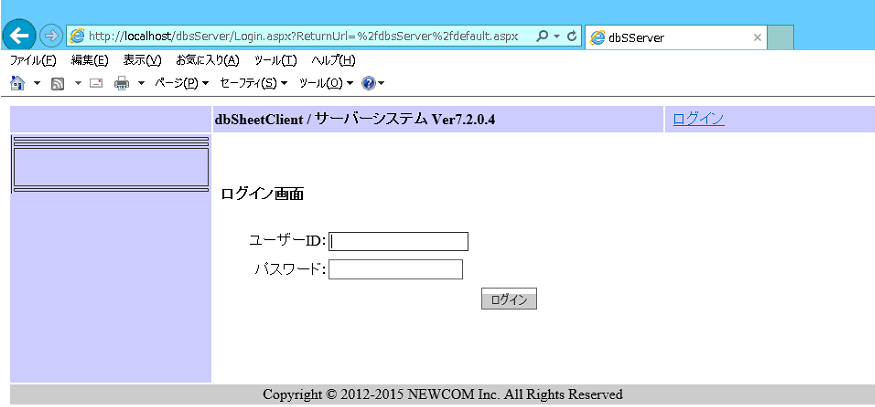 http://localhost/dbsServer/Login.aspx?ReturnUrl=%2fdbsServer%2fdefault.aspx
dbSServer
ファイル(F) 編集(E) 表示(V) お気に入り(A) ツール(T) ヘルプ(H)
ページ(P) セーフティ(S) ツール(O)
dbSheetClient / サーバーシステム Ver7.2.0.4 ログイン
ログイン画面
ユーザーID:
パスワード:
ログイン
Copyright © 2012-2015 NEWCOM Inc. All Rights Reserved